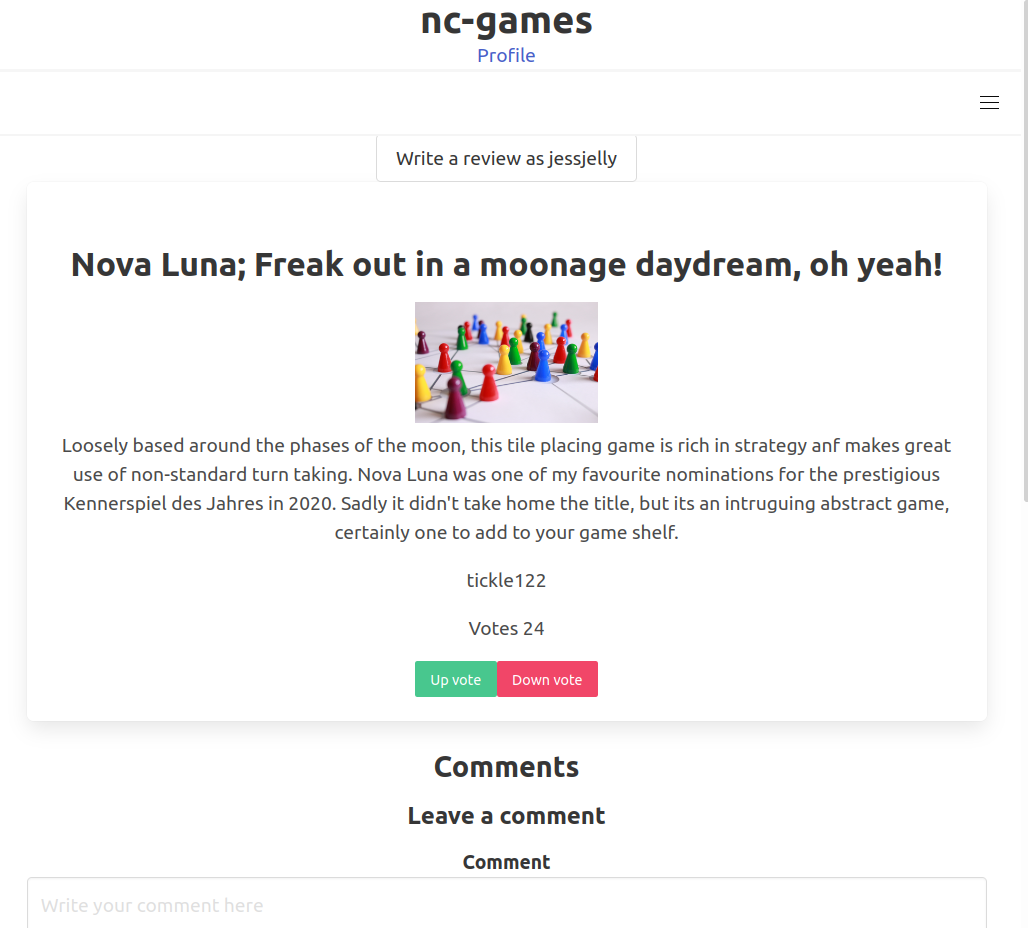 nc-games
Profile
Write a review as jessjelly
Nova Luna; Freak out in a moonage daydream, oh yeah!
Loosely based around the phases of the moon, this tile placing game is rich in strategy anf makes great
use of non-standard turn taking. Nova Luna was one of my favourite nominations for the prestigious
Kennerspiel des Jahres in 2020. Sadly it didn't take home the title, but its an intruguing abstract game,
certainly one to add to your game shelf.
tickle122
Votes 24
Up vote Down vote
Comments
Leave a comment
Comment
Write your comment here